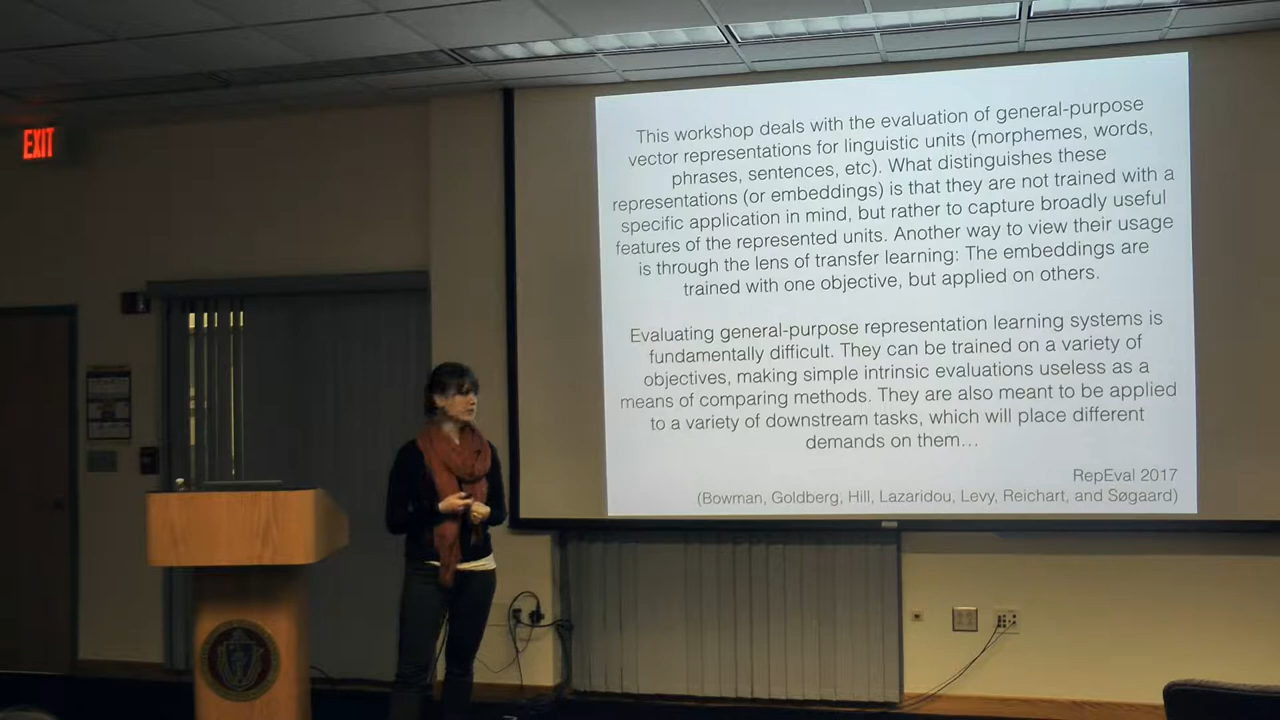 EXIT
This workshop deals with the evaluation of general-purpose
vector representations for linguistic units (morphemes, words,
phrases, sentences, etc). What distinguishes these
representations (or embeddings) is that they are not trained with a
specific application in mind, but rather to capture broadly useful
features of the represented units. Another way to view their usage
is through the lens of transfer learning: The embeddings are
trained with one objective, but applied on others.
Evaluating general-purpose representation learning systems is
fundamentally difficult. They can be trained on a variety of
objectives, making simple intrinsic evaluations useless as a
means of comparing methods. They are also meant to be applied
to a variety of downstream tasks, which will place different
demands on them…
RepEval 2017
(Bowman, Goldberg, Hill, Lazaridou, Levy, Reichart, and Søgaard)